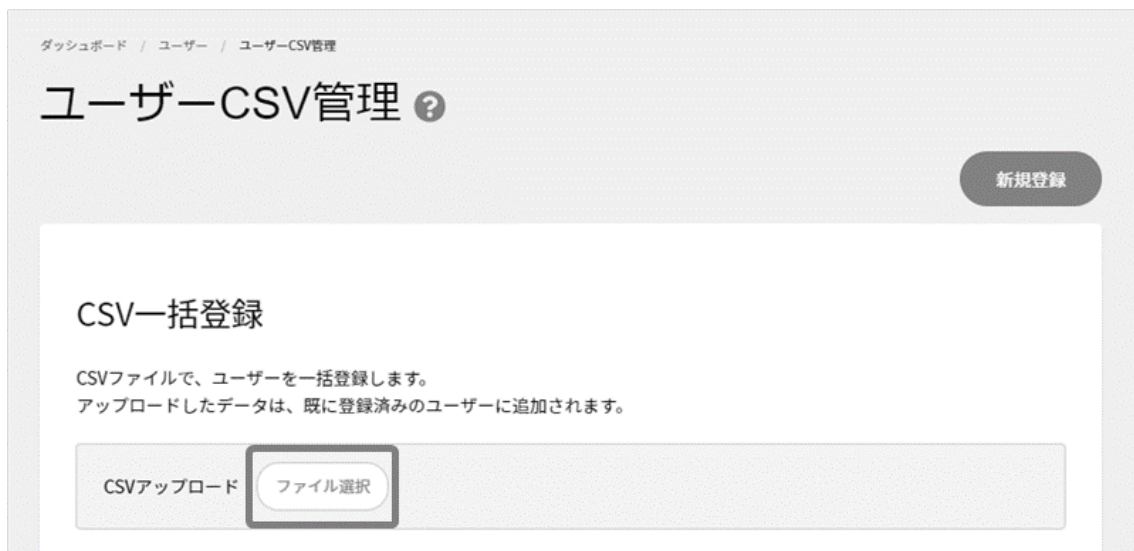 ダッシュボード / ユーザー / ユーザーCSV管理
ユーザーCSV管理 ?
新規登録
CSV一括登録
CSVファイルで、ユーザーを一括登録します。
アップロードしたデータは、既に登録済みのユーザーに追加されます。
CSVアップロード ファイル選択